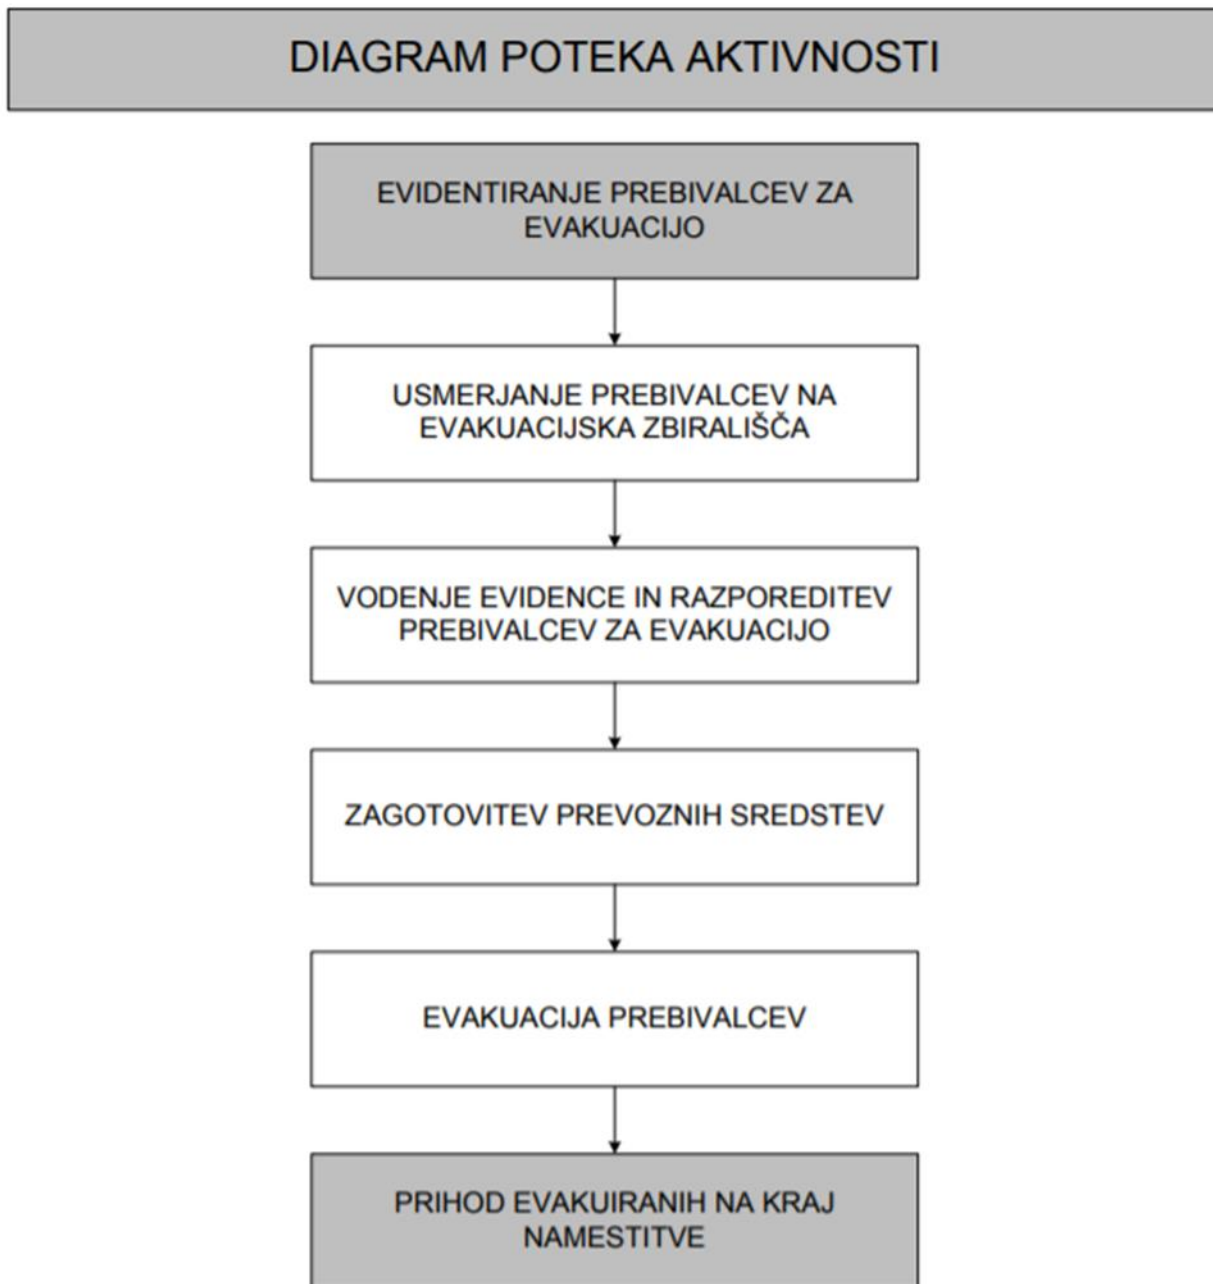 DIAGRAM POTEKA AKTIVNOSTI
EVIDENTIRANJE PREBIVALCEV ZA
EVAKUACIJO
USMERJANJE PREBIVALCEV NA
EVAKUACIJSKA ZBIRALIŠČA
VODENJE EVIDENCE IN RAZPOREDITEV
PREBIVALCEV ZA EVAKUACIJO
ZAGOTOVITEV PREVOZNIH SREDSTEV
EVAKUACIJA PREBIVALCEV
PRIHOD EVAKUIRANIH NA KRAJ
NAMESTITVE